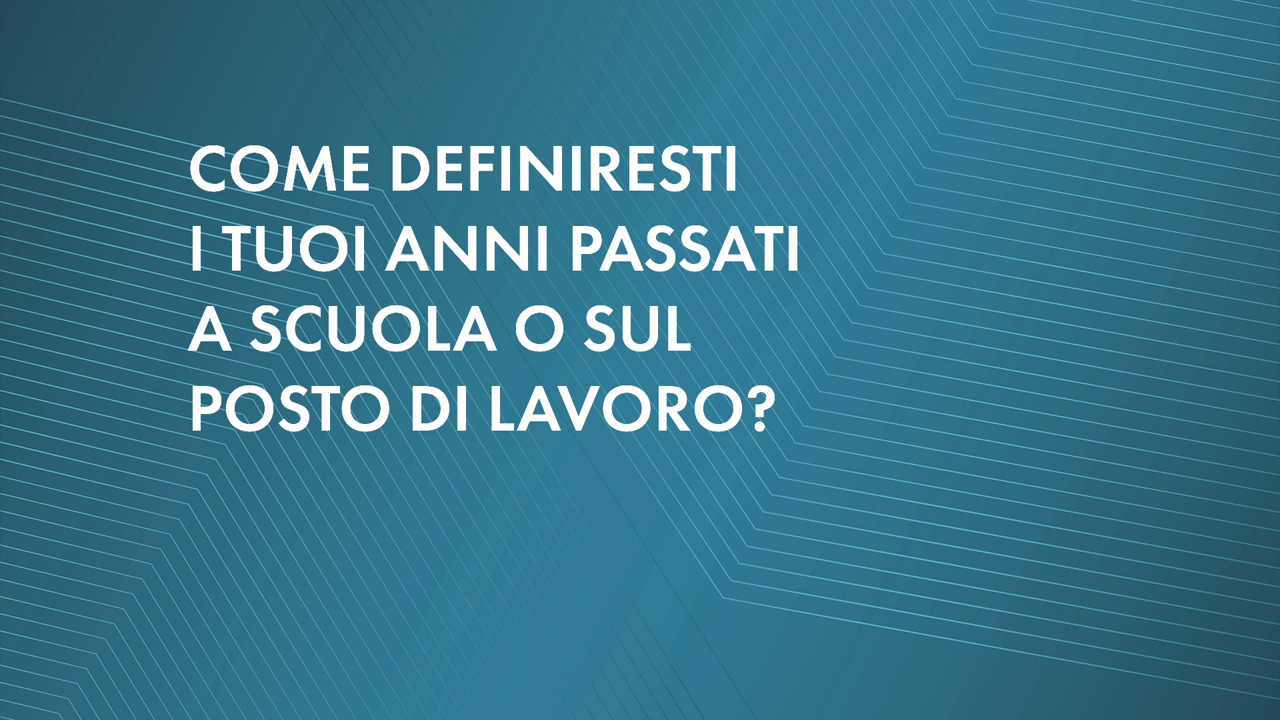 COME DEFINIRESTI
I TUOI ANNI PASSATI
A SCUOLA O SUL
POSTO DI LAVORO?